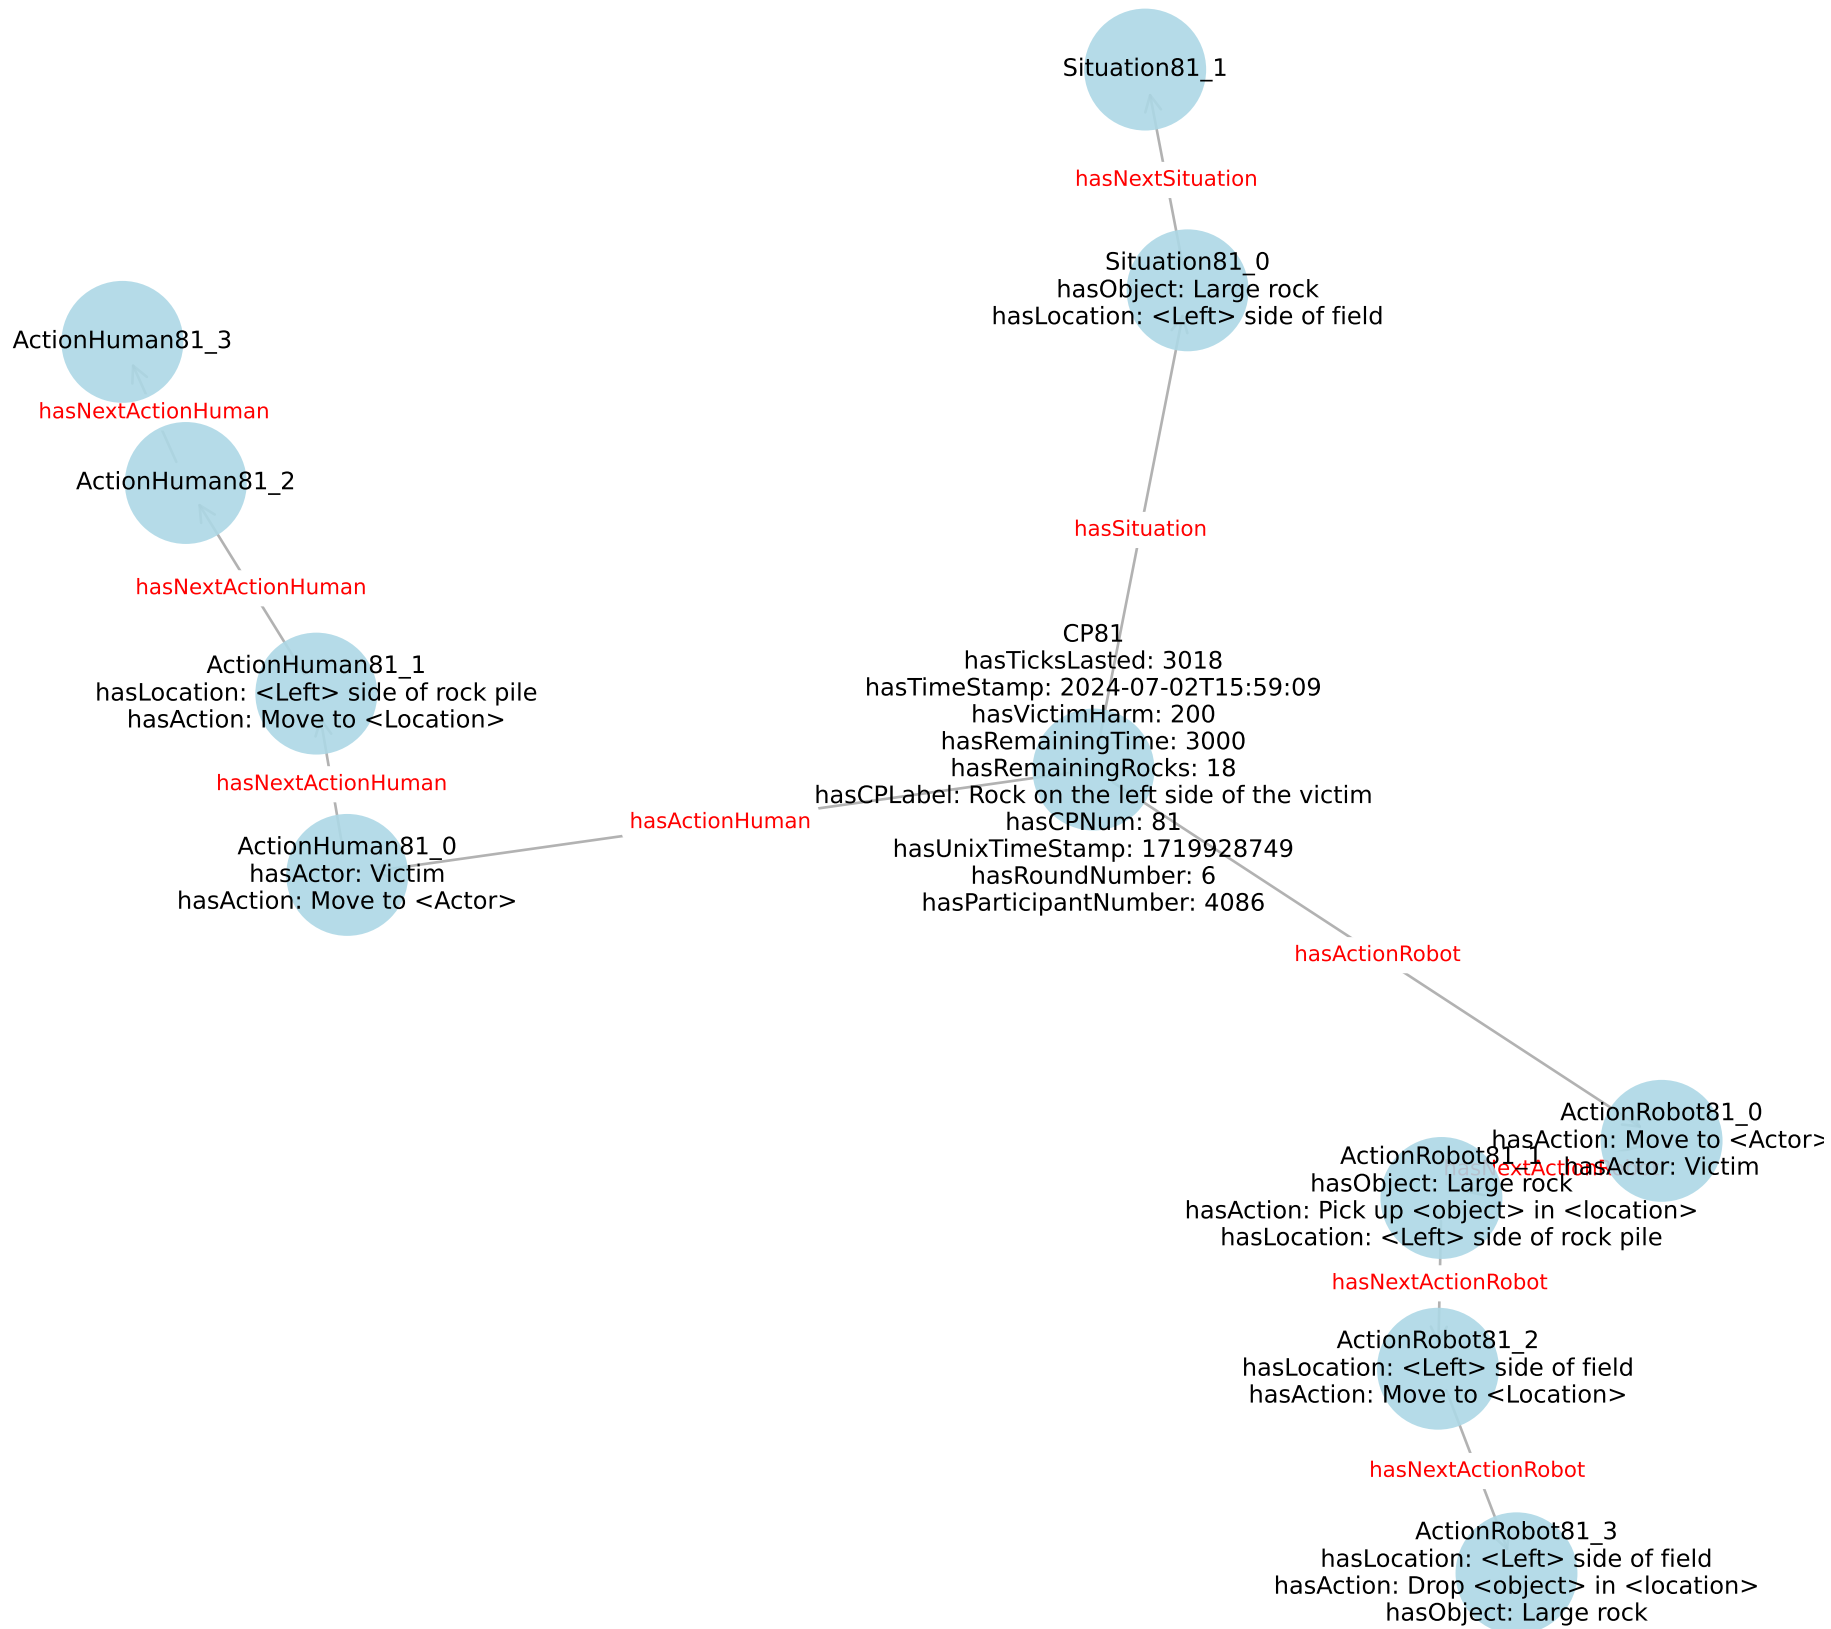 Situation81_1
hasNextSituation
Situation81_0
hasObject: Large rock
hasLocation: <Left> side of field
ActionHuman81_3
hasNextActionHuman
ActionHuman81_2
hasSituation
hasNextActionHuman
CP81
hasTicksLasted: 3018
hasTimeStamp: 2024-07-02T15:59:09
hasVictimHarm: 200
hasRemainingTime: 3000
hasRemainingRocks: 18
hasCPLabel: Rock on the left side of the victim
hasCPNum: 81
hasUnixTimeStamp: 1719928749
hasRoundNumber: 6
hasParticipantNumber: 4086
ActionHuman81_1
hasLocation: <Left> side of rock pile
hasAction: Move to <Location>
hasNextActionHuman
hasActionHuman
ActionHuman81_0
hasActor: Victim
hasAction: Move to <Actor>
hasActionRobot
ActionRobot81_0
hasAction: Move to <Actor>
hasActor: Victim
ActionRobot81_1
hasObject: Large rock
hasAction: Pick up <object> in <location>
hasLocation: <Left> side of rock pile
hasNextActionRobot
ActionRobot81_2
hasLocation: <Left> side of field
hasAction: Move to <Location>
hasNextActionRobot
ActionRobot81_3
hasLocation: <Left> side of field
hasAction: Drop <object> in <location>
hasObject: Large rock